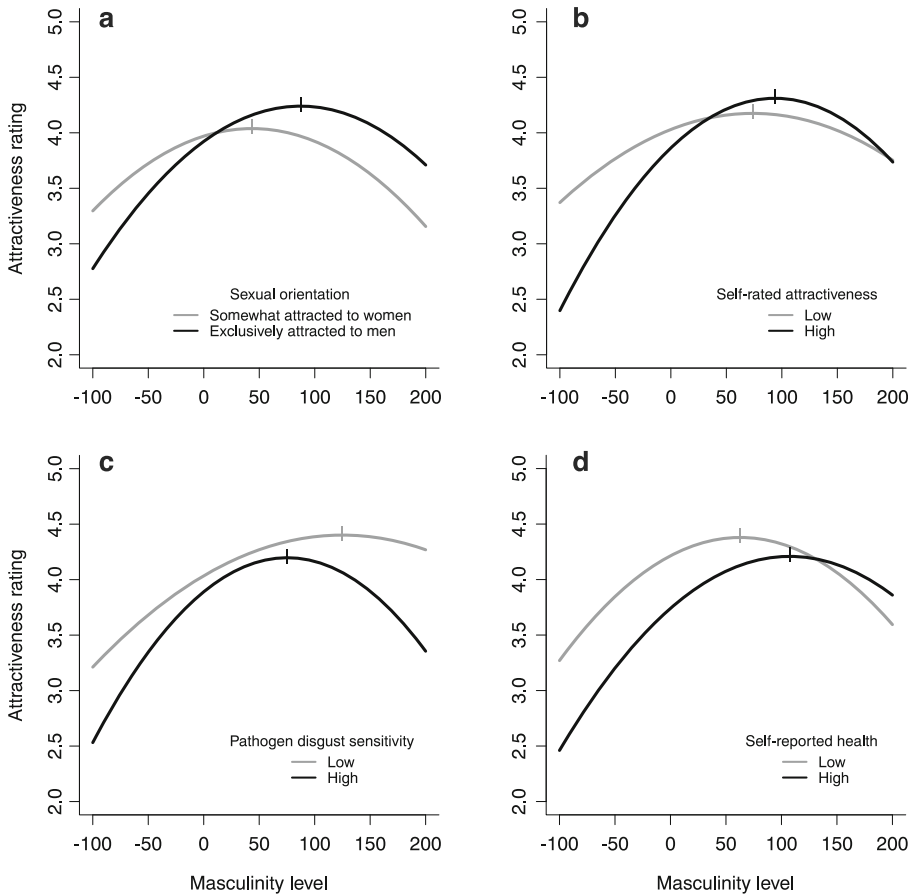 a
Attractiveness rating
5.0
4.5
4.0
3.5
3.0
2.5
2.0
Sexual orientation
Somewhat attracted to women
Exclusively attracted to men
-100 -50 0 50 100 150 200
b
5.0
4.5
4.0
3.5
3.0
2.5
2.0
Self-rated attractiveness
Low
High
-100 -50 0 50 100 150 200
c
Attractiveness rating
5.0
4.5
4.0
3.5
3.0
2.5
2.0
Pathogen disgust sensitivity
Low
High
-100 -50 0 50 100 150 200
Masculinity level
d
5.0
4.5
4.0
3.5
3.0
2.5
2.0
Self-reported health
Low
High
-100 -50 0 50 100 150 200
Masculinity level